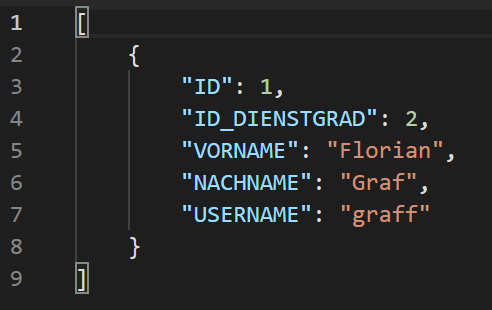 1 [
2 {
3 "ID": 1,
4 "ID_DIENSTGRAD": 2,
5 "VORNAME": "Florian",
6 "NACHNAME": "Graf",
7 "USERNAME": "graff"
8 }
9 ]